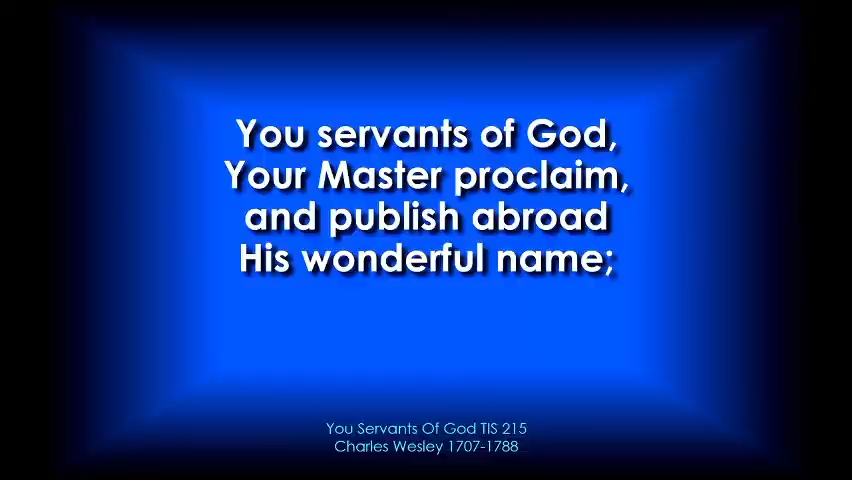 You servants of God,
Your Master proclaim,
and publish abroad
His wonderful name;
You Servants Of God TIS 215
Charles Wesley 1707-1788